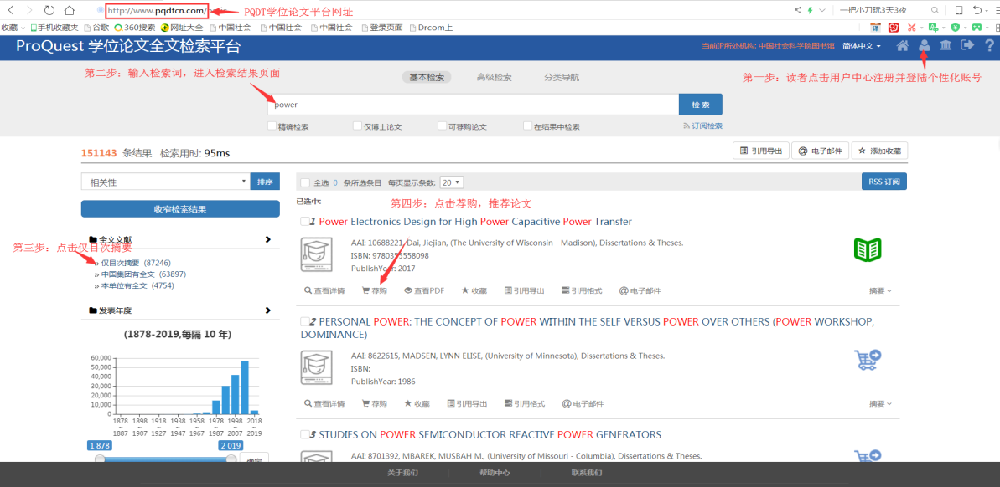 http://www.pqdtcn.com/ PQDT学位论文平台网址 一把小刀玩3天3夜
收藏 手机收藏夹 谷歌 360搜索 网址大全 中国社会 中国社会 中国社会 登录页面 Drcom上
ProQuest 学位论文全文检索平台 当前IP所处机构: 中国社会科学院图书馆 简体中文
第二步：输入检索词，进入检索结果页面 基本检索 高级检索 分类导航 第一步：读者点击用户中心注册并登陆个性化账号
power 检 索
精确检索 仅博士论文 可荐购论文 在结果中检索 订阅检索
151143 条结果 检索用时: 95ms 引用导出 @ 电子邮件 添加收藏
相关性 排序 全选 0 条所选条目 每页显示条数: 20 RSS 订阅
收窄检索结果 已选中: 第四步：点击荐购，推荐论文
1 Power Electronics Design for High Power Capacitive Power Transfer
全文文献 AAI: 10688221, Dai, Jiejian, (The University of Wisconsin - Madison), Dissertations & Theses.
第三步：点击仅目次摘要 ISBN: 9780355558098
» 仅目次摘要 (87246) PublishYear: 2017
» 中国集团有全文 (63897)
» 本单位有全文 (4754) 查看详情 荐购 查看PDF 收藏 引用导出 引用格式 @电子邮件 摘要
发表年度
2 PERSONAL POWER: THE CONCEPT OF POWER WITHIN THE SELF VERSUS POWER OVER OTHERS (POWER WORKSHOP,
(1878-2019,每隔 10 年) DOMINANCE)
AAI: 8622615, MADSEN, LYNN ELISE, (University of Minnesota), Dissertations & Theses.
ISBN:
PublishYear: 1986
60,000
50,000
40,000
30,000
20,000
10,000
0
查看详情 荐购 收藏 引用导出 引用格式 @电子邮件 摘要
1878 1898 1918 1938 1958 1978 1998 2018
~ ~ ~ ~ ~ ~ ~ ~
1887 1907 1927 1947 1967 1987 2007 2019
3 STUDIES ON POWER SEMICONDUCTOR REACTIVE POWER GENERATORS
1 878 2 019
AAI: 8701392, MBAREK, MUSBAH M., (University of Missouri - Columbia), Dissertations & Theses.
确定
关于我们 帮助中心 联系我们